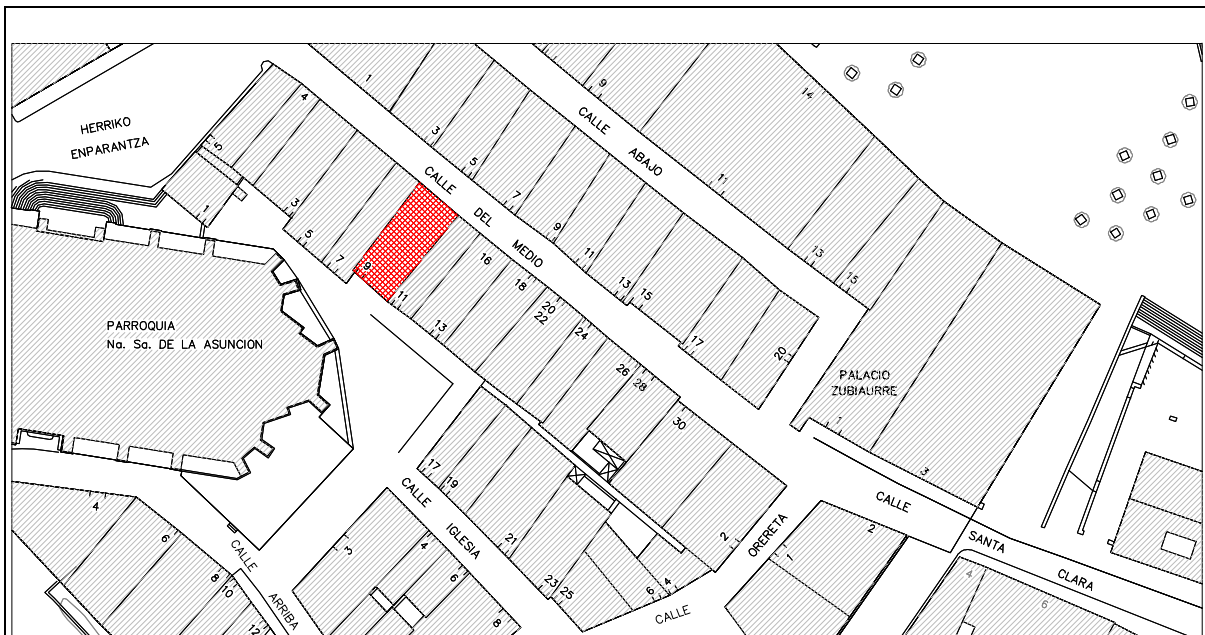 HERRIKO
ENPARANTZA
PARROQUIA
Na. Sa. DE LA ASUNCION
CALLE
ABAJO
CALLE
DEL
MEDIO
PALACIO
ZUBIAURRE
CALLE
IGLESIA
CALLE
ARRIBA
CALLE
ORERETA
CALLE
SANTA
CLARA
1
4
5
1
3
5
7
9
11
13
3
5
7
9
11
13
15
17
20
16
18
20
22
24
26
28
30
9
14
11
13
15
1
3
17
19
21
23
25
2
6
4
1
2
4
6
4
6
8
10
12
3
4
6
8